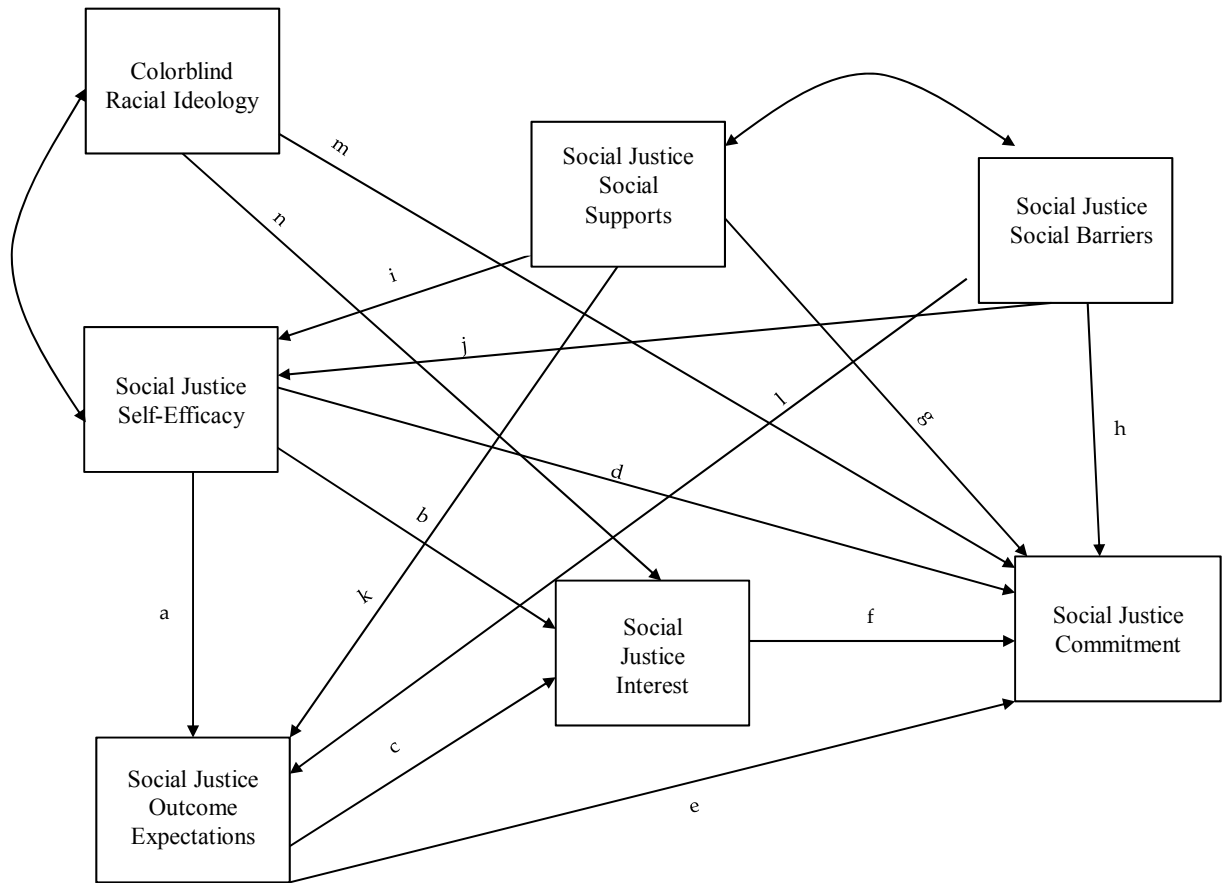 Colorblind
Racial Ideology
m
Social Justice
Social
Supports
Social Justice
Social Barriers
n
i
j
Social Justice
Self-Efficacy
l
g
h
d
b
k
a
Social
Justice
Interest
f
Social Justice
Commitment
c
Social Justice
Outcome
Expectations
e